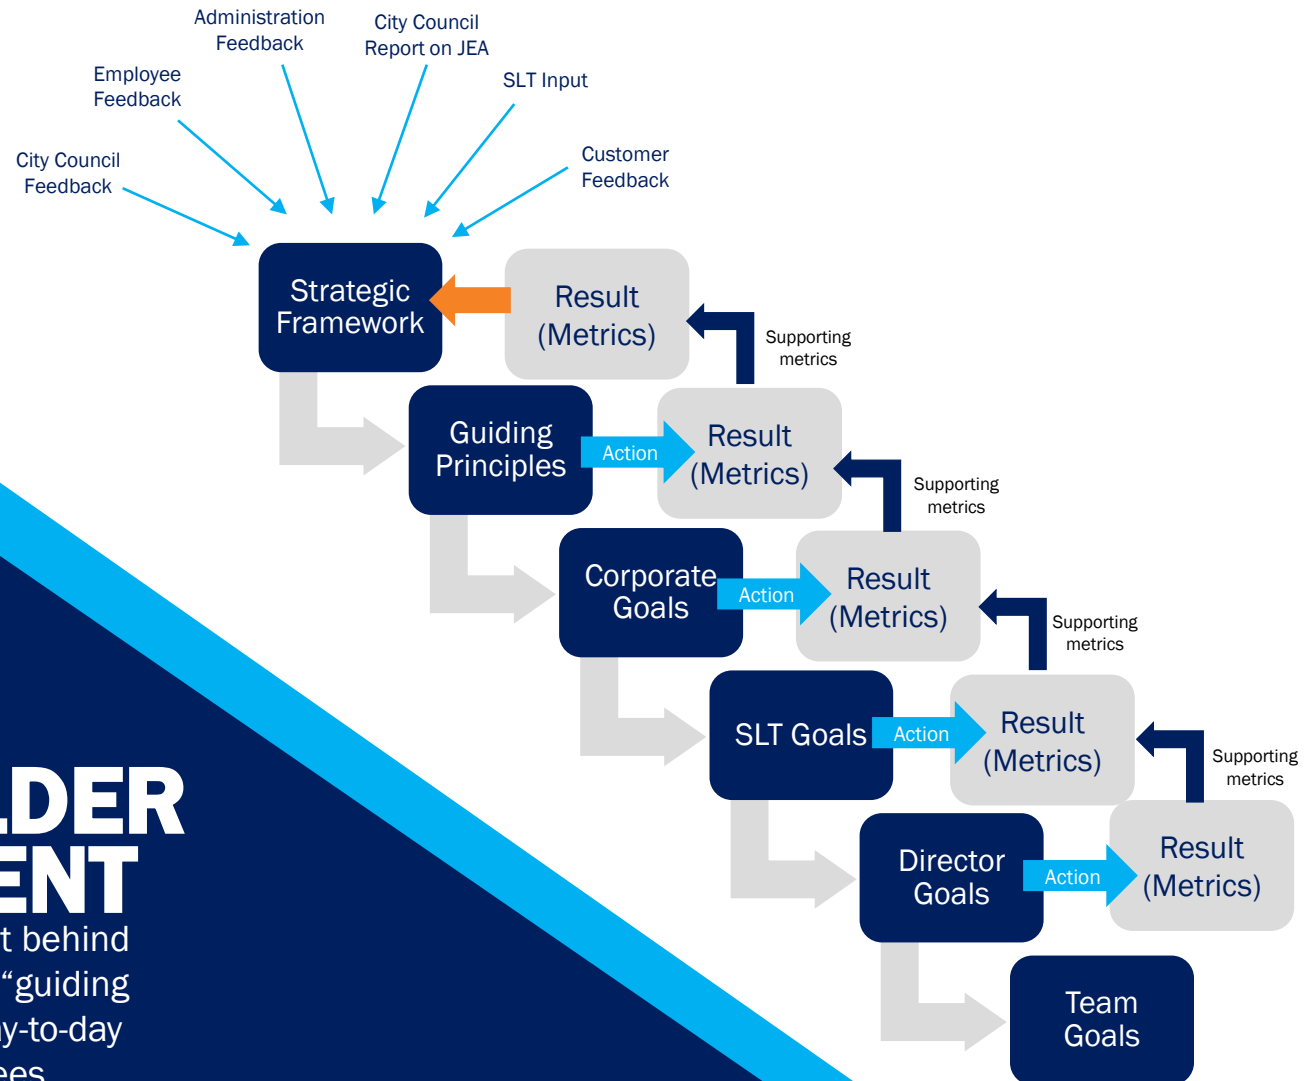 Administration
Feedback
City Council
Report on JEA
Employee
Feedback
SLT Input
City Council
Feedback
Customer
Feedback
Strategic
Framework
Result
(Metrics)
Supporting
metrics
Guiding
Principles
Action
Result
(Metrics)
Supporting
metrics
Corporate
Goals
Action
Result
(Metrics)
Supporting
metrics
SLT Goals
Action
Result
(Metrics)
Supporting
metrics
Director
Goals
Action
Result
(Metrics)
Team
Goals
LDER
ENT
t behind
“guiding
y-to-day
ees